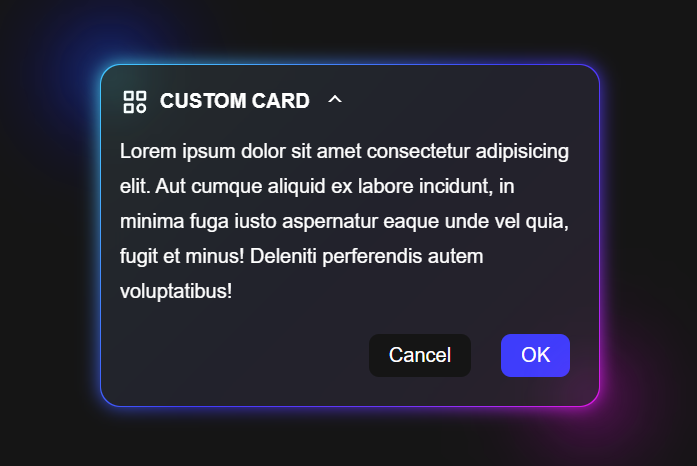 CUSTOM CARD
Lorem ipsum dolor sit amet consectetur adipisicing
elit. Aut cumque aliquid ex labore incidunt, in
minima fuga iusto aspernatur eaque unde vel quia,
fugit et minus! Deleniti perferendis autem
voluptatibus!
Cancel OK